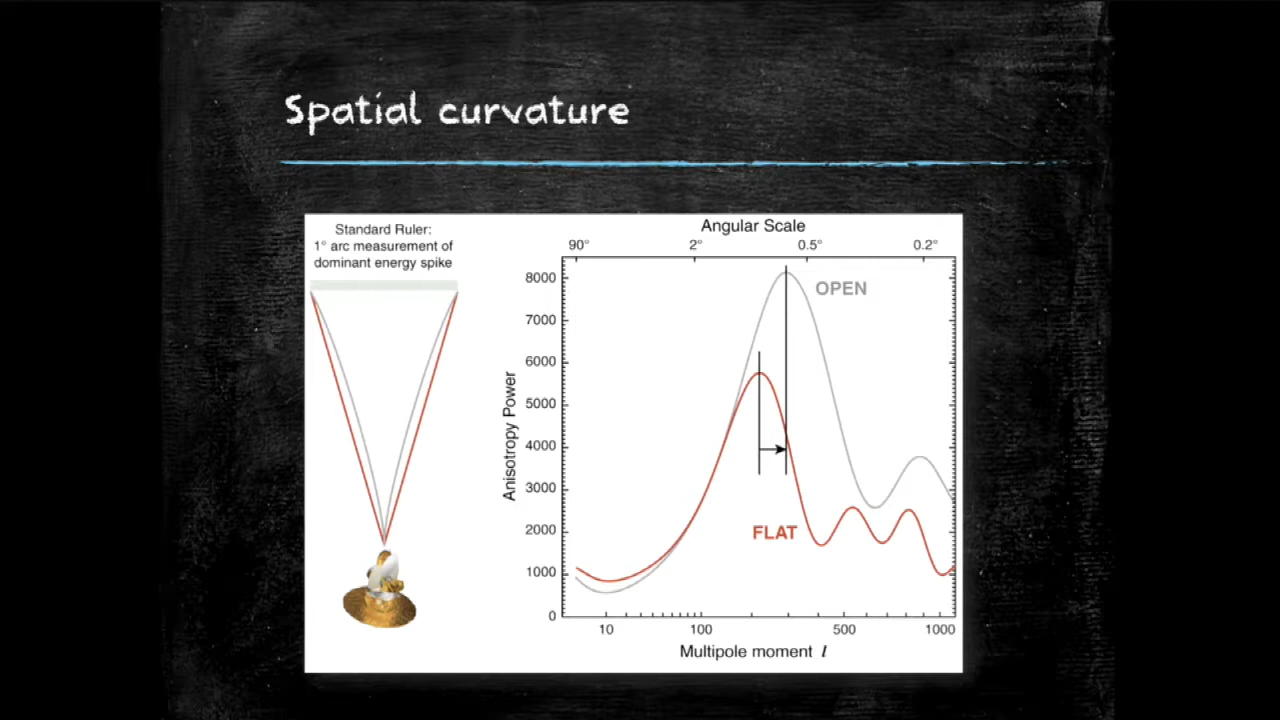 Spatial curvature
Standard Ruler:
1° arc measurement of
dominant energy spike
Angular Scale
90° 2° 0.5° 0.2°
8000
7000
6000
5000
4000
3000
2000
1000
0
Anisotropy Power
OPEN
FLAT
10 100 500 1000
Multipole moment l